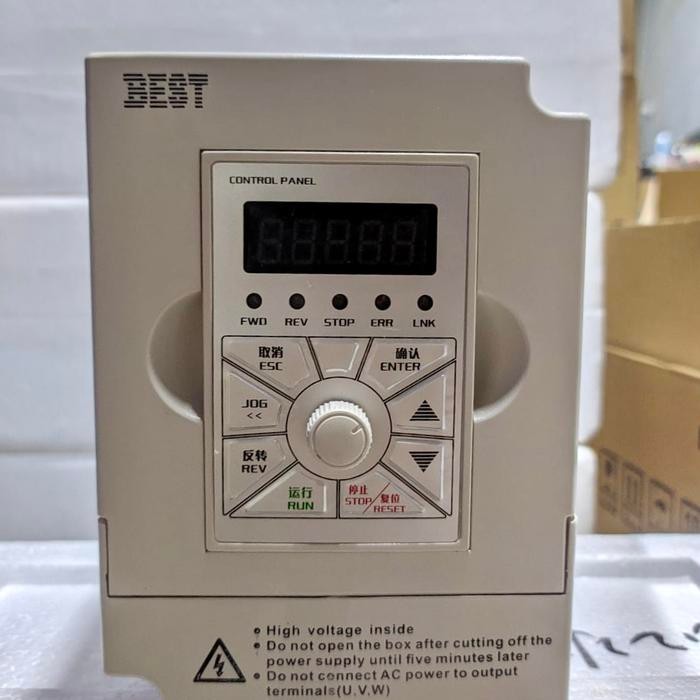 BEST
CONTROL PANEL
FWD REV STOP ERR LNK
取消
ESC
确认
ENTER
JOG
<<
反转
REV
运行
RUN
停止
STOP
复位
RESET
• High voltage inside
• Do not open the box after cutting off the
power supply until five minutes later
• Do not connect AC power to output
terminals(U,V,W)